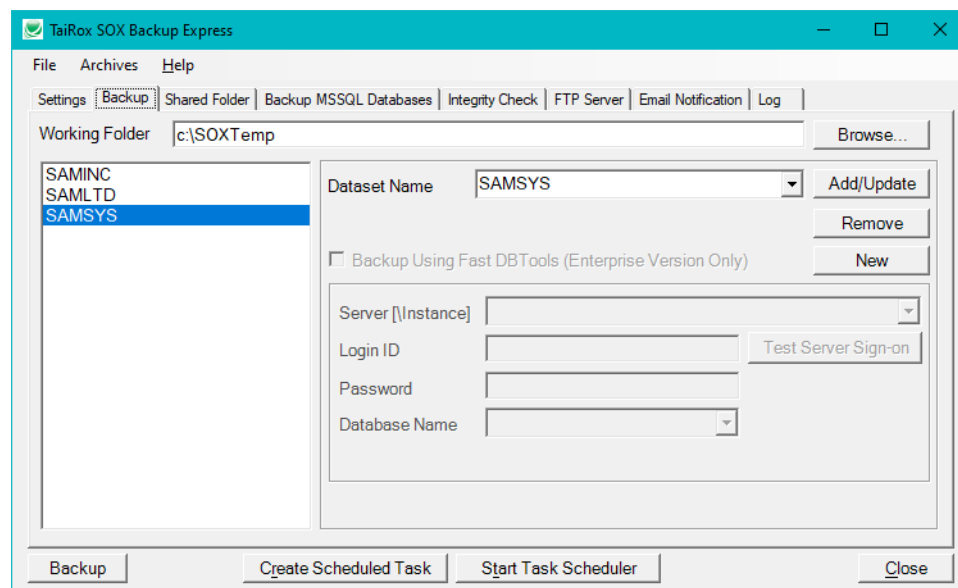 TaiRox SOX Backup Express
File Archives Help
Settings Backup Shared Folder Backup MSSQL Databases Integrity Check FTP Server Email Notification Log
Working Folder c:\SOXTemp Browse...
SAMINC
SAMLTD
SAMSYS
Dataset Name SAMSYS Add/Update
Remove
Backup Using Fast DBTools (Enterprise Version Only) New
Server [\Instance]
Login ID Test Server Sign-on
Password
Database Name
Backup Create Scheduled Task Start Task Scheduler Close